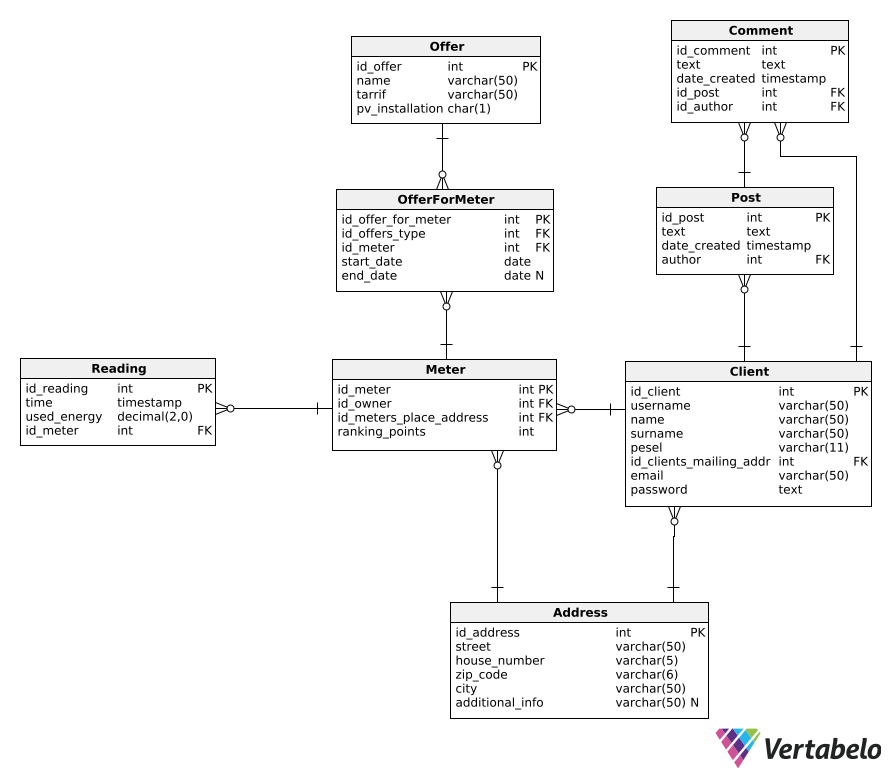 Offer
id_offer int PK
name varchar(50)
tarrif varchar(50)
pv_installation char(1)
Comment
id_comment int PK
text text
date_created timestamp
id_post int FK
id_author int FK
OfferForMeter
id_offer_for_meter int PK
id_offers_type int FK
id_meter int FK
start_date date
end_date date N
Post
id_post int PK
text text
date_created timestamp
author int FK
Reading
id_reading int PK
time timestamp
used_energy decimal(2,0)
id_meter int FK
Meter
id_meter int PK
id_owner int FK
id_meters_place_address int FK
ranking_points int
Client
id_client int PK
username varchar(50)
name varchar(50)
surname varchar(50)
pesel varchar(11)
id_clients_mailing_addr int FK
email varchar(50)
password text
Address
id_address int PK
street varchar(50)
house_number varchar(5)
zip_code varchar(6)
city varchar(50)
additional_info varchar(50) N
Vertabelo